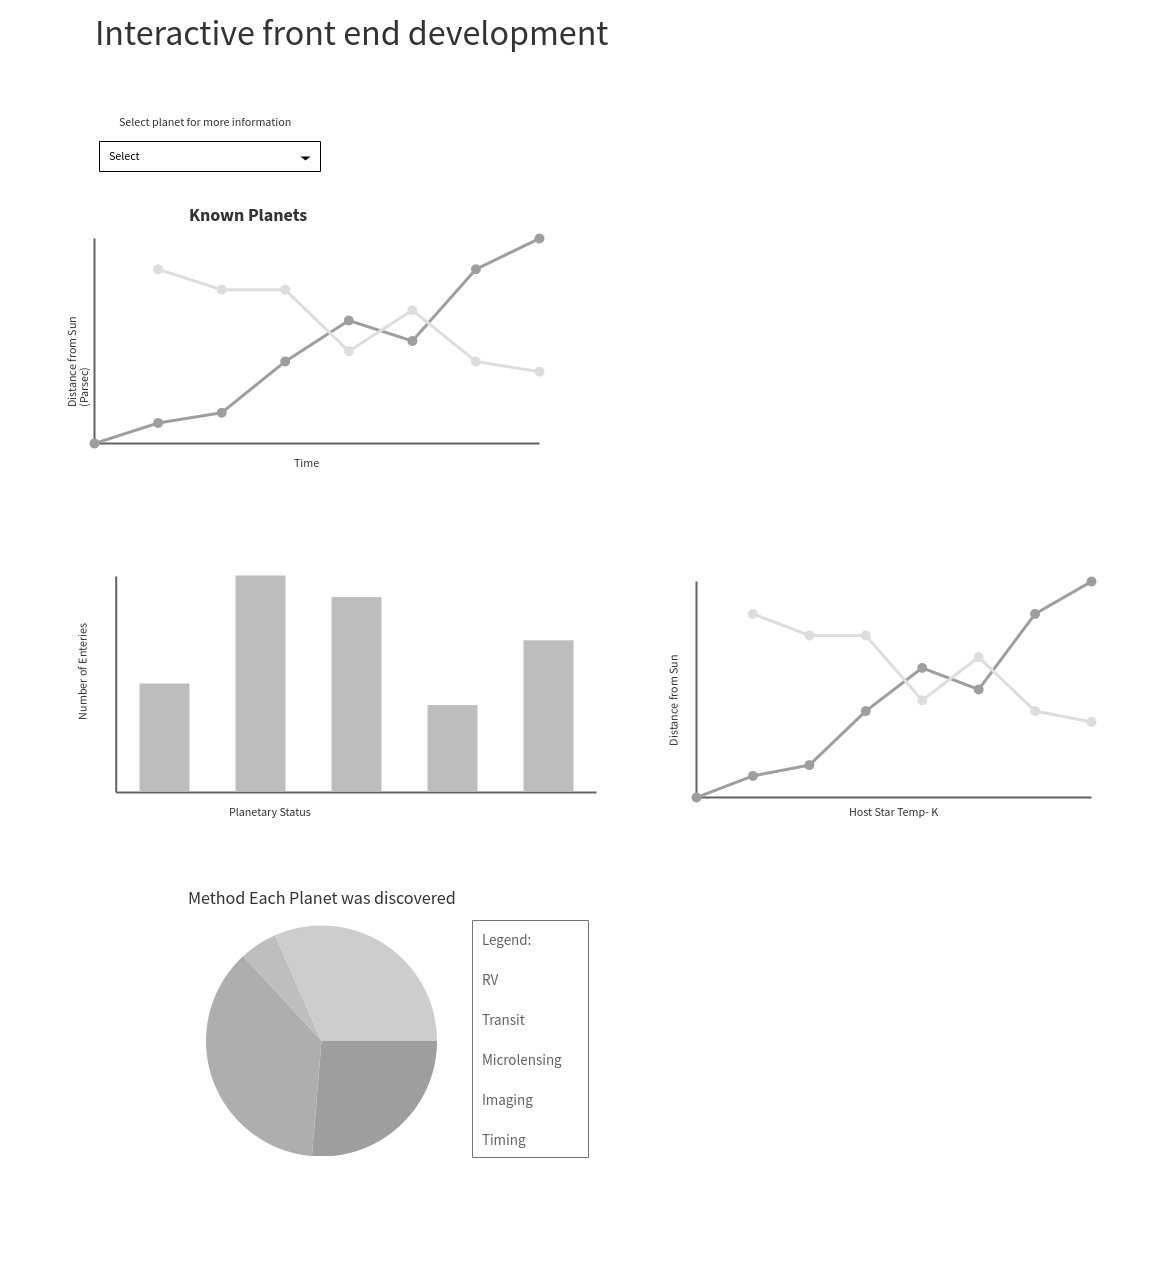 Interactive front end development
Select planet for more information
Select
Known Planets
Distance from Sun
(Parsec)
Time
Number of Enteries
Planetary Status
Distance from Sun
Host Star Temp- K
Method Each Planet was discovered
Legend:
RV
Transit
Microlensing
Imaging
Timing